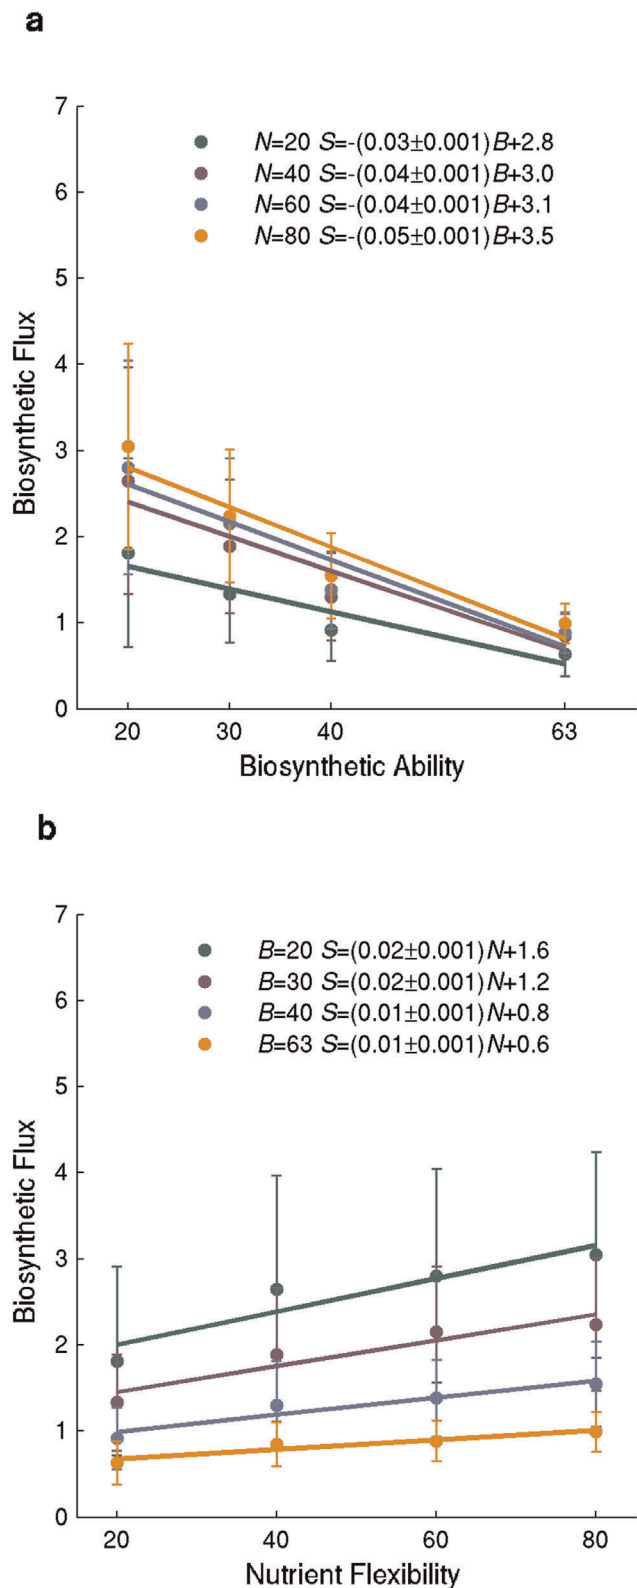 a
7
N=20 S=-(0.03±0.001)B+2.8
N=40 S=-(0.04±0.001)B+3.0
6
N=60 S=-(0.04±0.001)B+3.1
N=80 S=-(0.05±0.001)B+3.5
5
4
3
2
1
0
Biosynthetic Flux
20 30 40 63
Biosynthetic Ability
b
7
B=20 S=(0.02±0.001)N+1.6
B=30 S=(0.02±0.001)N+1.2
6
B=40 S=(0.01±0.001)N+0.8
B=63 S=(0.01±0.001)N+0.6
5
4
3
2
1
0
Biosynthetic Flux
20 40 60 80
Nutrient Flexibility